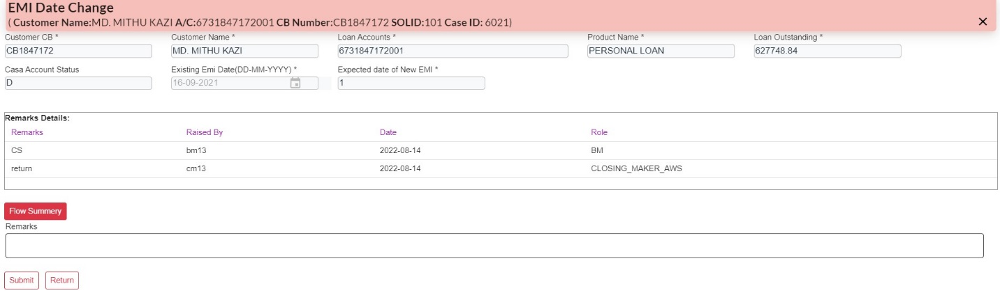 EMI Date Change
( Customer Name:MD. MITHU KAZI A/C:6731847172001 CB Number:CB1847172 SOLID:101 Case ID: 6021)
Customer CB * Customer Name * Loan Accounts * Product Name * Loan Outstanding *
CB1847172 MD. MITHU KAZI 6731847172001 PERSONAL LOAN 627748.84
Casa Account Status Existing Emi Date(DD-MM-YYYY) * Expected date of New EMI *
D 16-09-2021 1
Remarks Details:
Remarks Raised By Date Role
CS bm13 2022-08-14 BM
return cm13 2022-08-14 CLOSING_MAKER_AWS
Flow Summery
Remarks
Submit Return